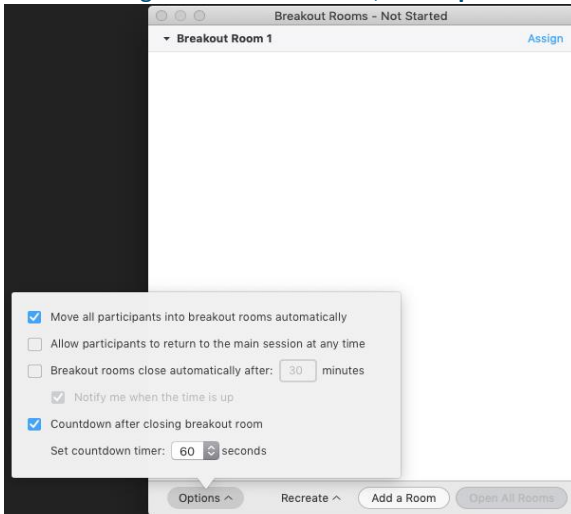 Breakout Rooms - Not Started
Breakout Room 1 Assign
Move all participants into breakout rooms automatically
Allow participants to return to the main session at any time
Breakout rooms close automatically after: 30 minutes
Notify me when the time is up
Countdown after closing breakout room
Set countdown timer: 60 seconds
Options Recreate Add a Room Open All Rooms